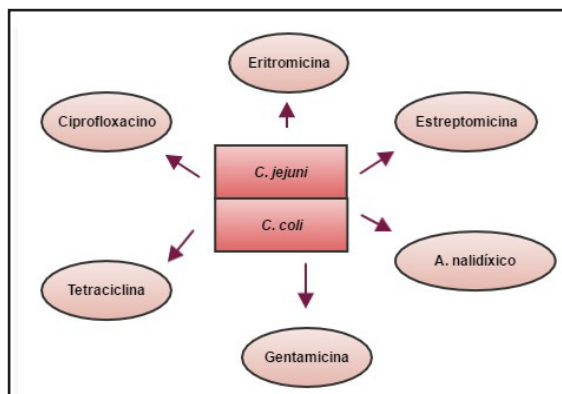 Eritromicina
Ciprofloxacino
Estreptomicina
C. jejuni
C. coli
A. nalidíxico
Tetraciclina
Gentamicina